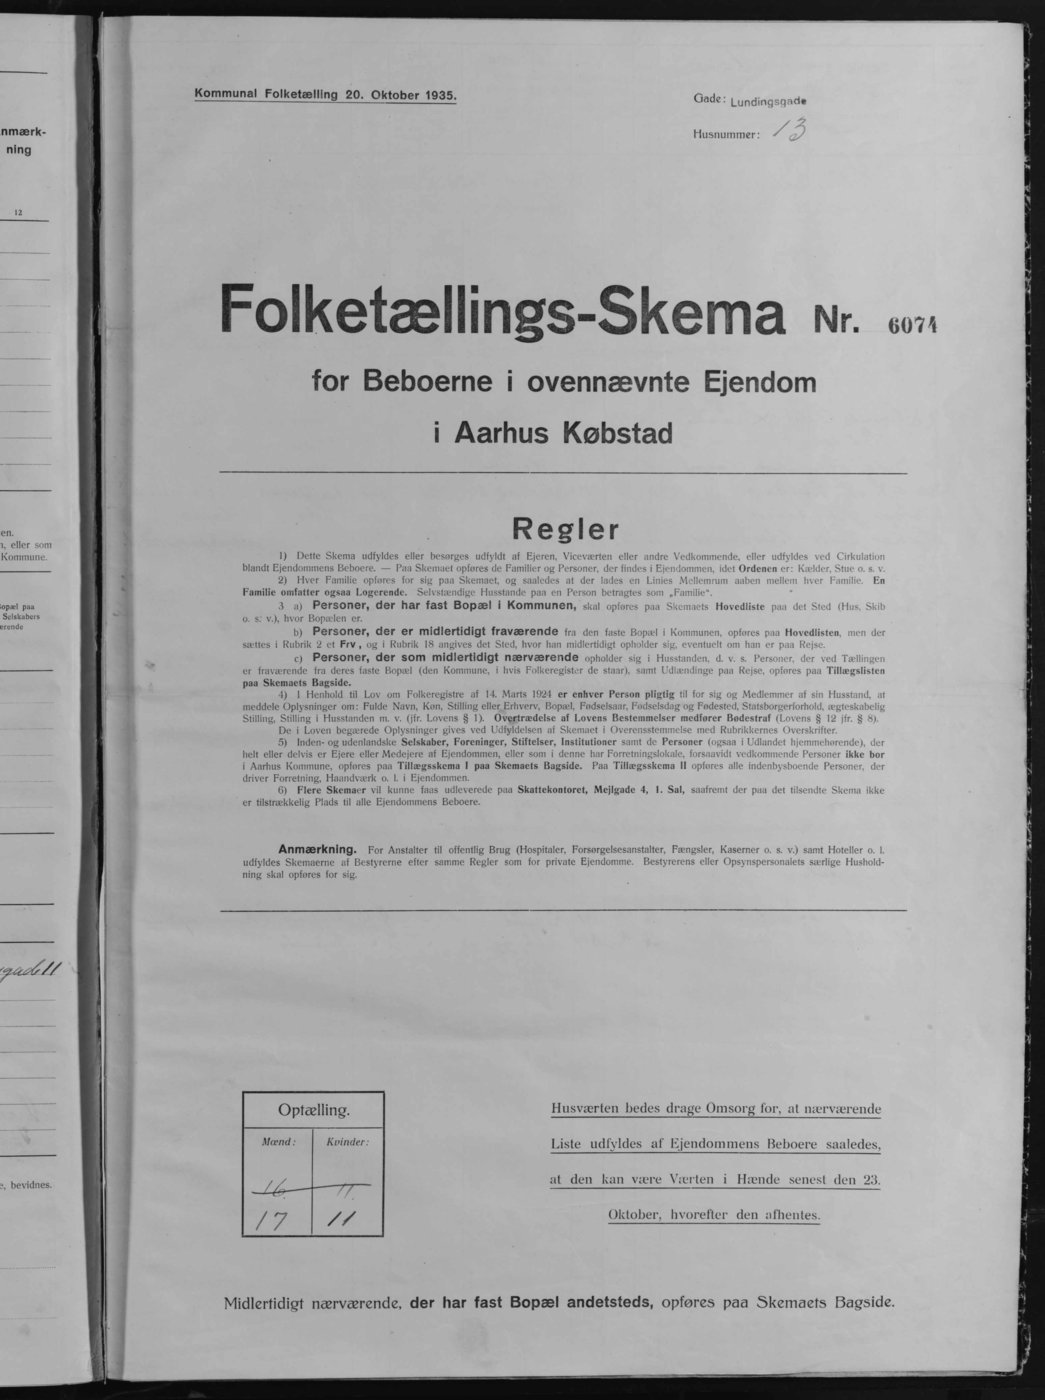 Kommunal Folketælling 20. Oktober 1935.
Gade: Lundingsgade
Husnummer: 13
Folketællings-Skema Nr. 6074
for Beboerne i ovennævnte Ejendom
i Aarhus Købstad
Regler
1) Dette Skema udfyldes eller besørges udfyldt af Ejeren, Viceværten eller andre Vedkommende, eller udfyldes ved Cirkulation
blandt Ejendommens Beboere. — Paa Skemaet opføres de Familier og Personer, der findes i Ejendommen, idet Ordenen er: Kælder, Stue o. s. v.
2) Hver Familie opføres for sig paa Skemaet, og saaledes at der lades en Linies Mellemrum aaben mellem hver Familie. En
Familie omfatter ogsaa Logerende. Selvstændige Husstande paa en Person betragtes som „Familie".
3 a) Personer, der har fast Bopæl i Kommunen, skal opføres paa Skemaets Hovedliste paa det Sted (Hus, Skib
o. s. v.), hvor Bopælen er.
b) Personer, der er midlertidigt fraværende fra den faste Bopæl i Kommunen, opføres paa Hovedlisten, men der
sættes i Rubrik 2 et Frv, og i Rubrik 18 angives det Sted, hvor han midlertidigt opholder sig, eventuelt om han er paa Rejse.
c) Personer, der som midlertidigt nærværende opholder sig i Husstanden, d. v. s. Personer, der ved Tællingen
er fraværende fra deres faste Bopæl (den Kommune, i hvis Folkeregister de staar), samt Udlændinge paa Rejse, opføres paa Tillægslisten
paa Skemaets Bagside.
4) I Henhold til Lov om Folkeregistre af 14. Marts 1924 er enhver Person pligtig til for sig og Medlemmer af sin Husstand, at
meddele Oplysninger om: Fulde Navn, Køn, Stilling eller Erhverv, Bopæl, Fødselsaar, Fødselsdag og Fødested, Statsborgerforhold, ægteskabelig
Stilling, Stilling i Husstanden m. v. (jfr. Lovens § 1). Overtrædelse af Lovens Bestemmelser medfører Bødestraf (Lovens § 12 jfr. § 8).
De i Loven begærede Oplysninger gives ved Udfyldelsen af Skemaet i Overensstemmelse med Rubrikkernes Overskrifter.
5) Inden- og udenlandske Selskaber, Foreninger, Stiftelser, Institutioner samt de Personer (ogsaa i Udlandet hjemmehørende), der
helt eller delvis er Ejere eller Medejere af Ejendommen, eller som i denne har Forretningslokale, forsaavidt vedkommende Personer ikke bor
i Aarhus Kommune, opføres paa Tillægsskema I paa Skemaets Bagside. Paa Tillægsskema II opføres alle indenbysboende Personer, der
driver Forretning, Haandværk o. l. i Ejendommen.
6) Flere Skemaer vil kunne faas udleverede paa Skattekontoret, Mejlgade 4, 1. Sal, saafremt der paa det tilsendte Skema ikke
er tilstrækkelig Plads til alle Ejendommens Beboere.
Anmærkning. For Anstalter til offentlig Brug (Hospitaler, Forsørgelsesanstalter, Fængsler, Kaserner o. s. v.) samt Hoteller o. l.
udfyldes Skemaerne af Bestyrerne efter samme Regler som for private Ejendomme. Bestyrerens eller Opsynspersonalets særlige Hushold-
ning skal opføres for sig.
Optælling.
Mænd: Kvinder:
16. 11.
17 11
Husværten bedes drage Omsorg for, at nærværende
Liste udfyldes af Ejendommens Beboere saaledes,
at den kan være Værten i Hænde senest den 23.
Oktober, hvorefter den afhentes.
Midlertidigt nærværende, der har fast Bopæl andetsteds, opføres paa Skemaets Bagside.
nmærk-
ning
12
en.
, eller som
Kommune.
opæl paa
Selskabers
erende
gade 11
e, bevidnes.